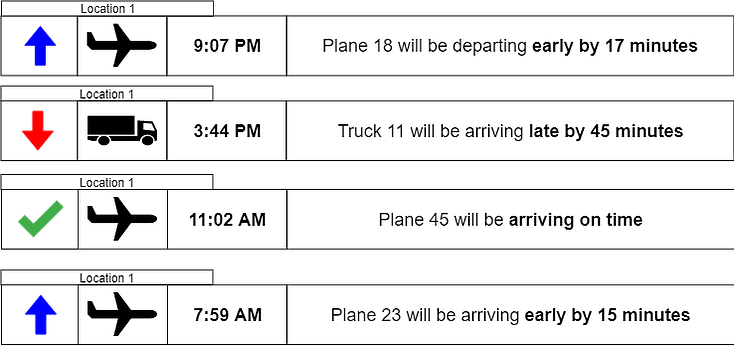 Location 1
9:07 PM Plane 18 will be departing early by 17 minutes
Location 1
3:44 PM Truck 11 will be arriving late by 45 minutes
Location 1
11:02 AM Plane 45 will be arriving on time
Location 1
7:59 AM Plane 23 will be arriving early by 15 minutes